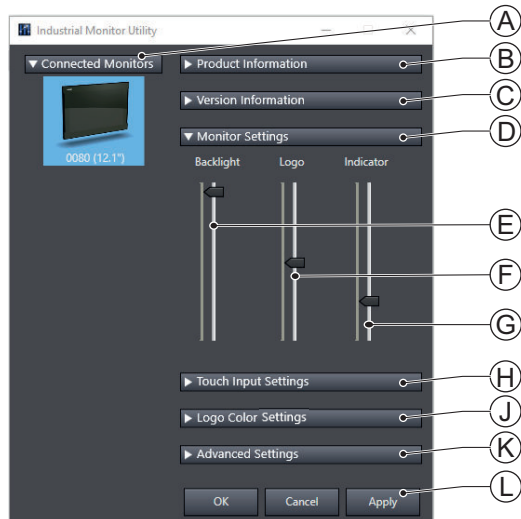 Industrial Monitor Utility
A
▼ Connected Monitors
▶ Product Information
B
▶ Version Information
C
▼ Monitor Settings
D
0080 (12.1")
Backlight Logo Indicator
E
F
G
▶ Touch Input Settings
H
▶ Logo Color Settings
J
▶ Advanced Settings
K
OK Cancel Apply
L